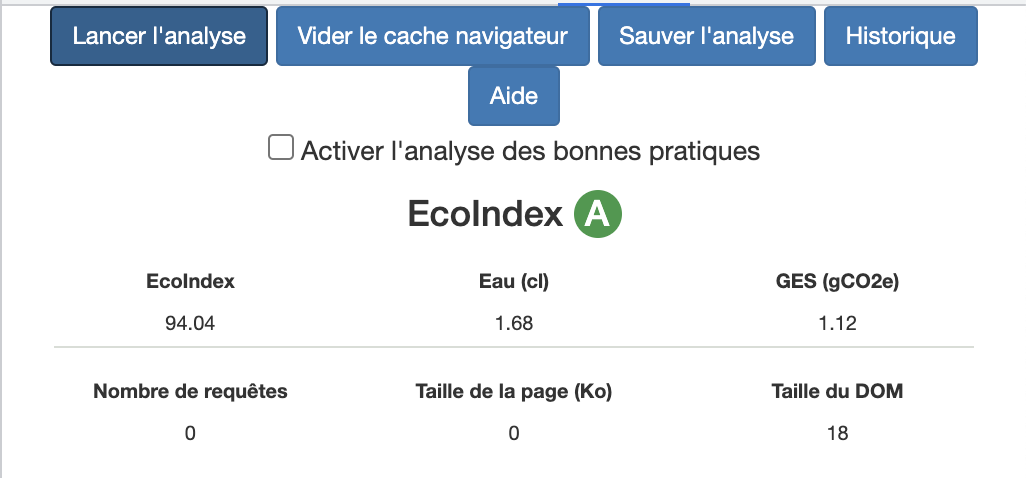 Lancer l'analyse Vider le cache navigateur Sauver l'analyse Historique
Aide
Activer l'analyse des bonnes pratiques
EcoIndex A
EcoIndex Eau (cl) GES (gCO2e)
94.04 1.68 1.12
Nombre de requêtes Taille de la page (Ko) Taille du DOM
0 0 18